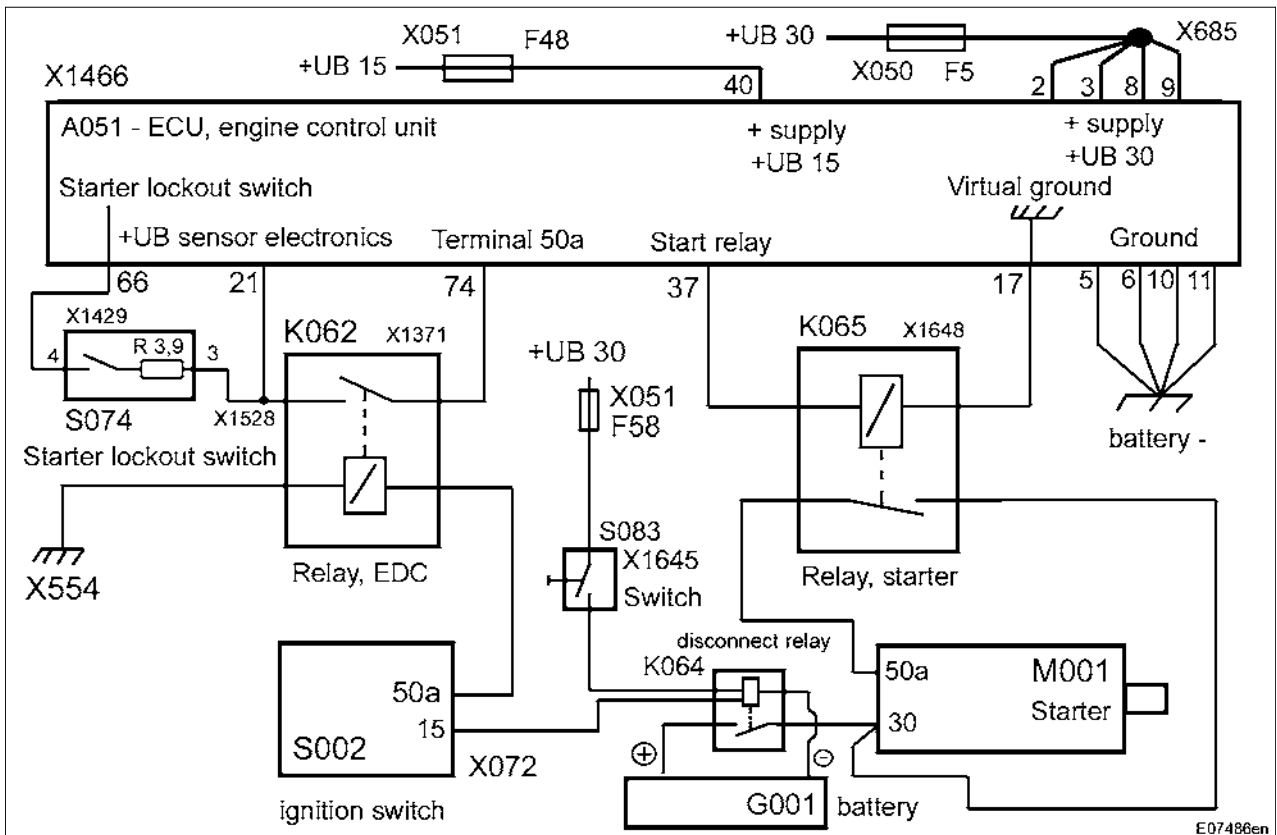 X051 F48
+UB 15
+UB 30
X050 F5
X685
X1466
40
2 3 8 9
A051 - ECU, engine control unit
+ supply
+UB 15
+ supply
+UB 30
Starter lockout switch
Virtual ground
+UB sensor electronics
Terminal 50a
Start relay
Ground
66
21
74
37
17
5 6 10 11
X1429
4
R 3,9
3
S074
X1528
Starter lockout switch
K062 X1371
Relay, EDC
X554
+UB 30
X051
F58
S083
X1645
Switch
K065 X1648
Relay, starter
battery -
disconnect relay
K064
50a
15
S002
X072
ignition switch
50a
30
M001
Starter
+
-
G001
battery
E07486en